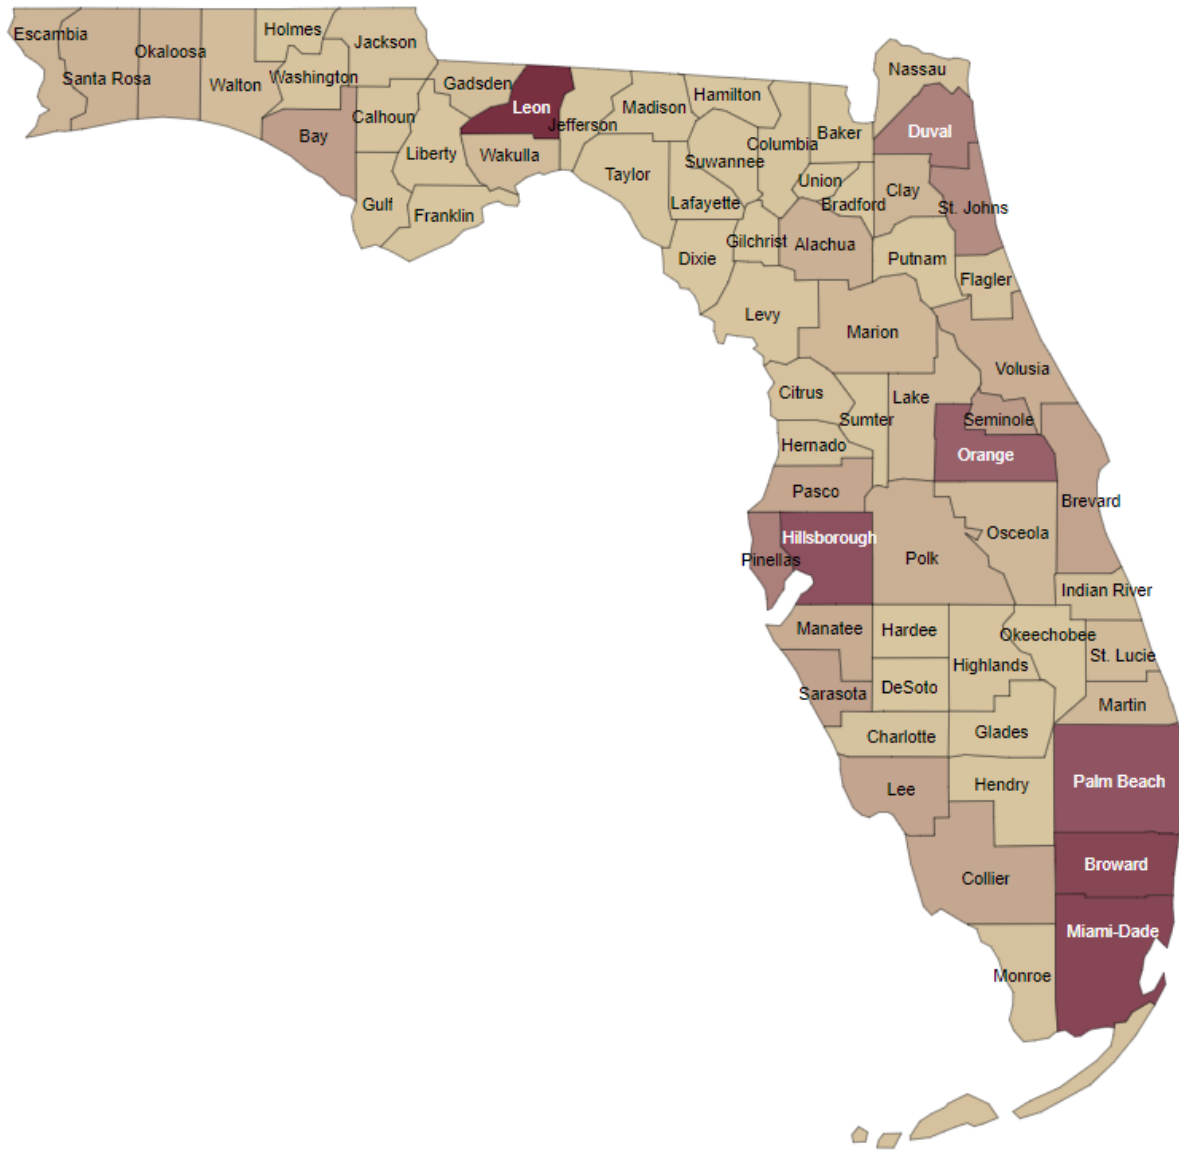 Escambia
Santa Rosa
Okaloosa
Walton
Holmes
Washington
Jackson
Bay
Calhoun
Gulf
Liberty
Gadsden
Franklin
Leon
Wakulla
Jefferson
Madison
Taylor
Hamilton
Suwannee
Lafayette
Columbia
Baker
Union
Bradford
Nassau
Duval
Clay
St. Johns
Dixie
Gilchrist
Alachua
Putnam
Flagler
Levy
Marion
Volusia
Citrus
Sumter
Lake
Seminole
Orange
Hernado
Pasco
Brevard
Pinellas
Hillsborough
Polk
Osceola
Indian River
Manatee
Hardee
Okeechobee
Highlands
St. Lucie
Sarasota
DeSoto
Martin
Charlotte
Glades
Lee
Hendry
Palm Beach
Collier
Broward
Miami-Dade
Monroe